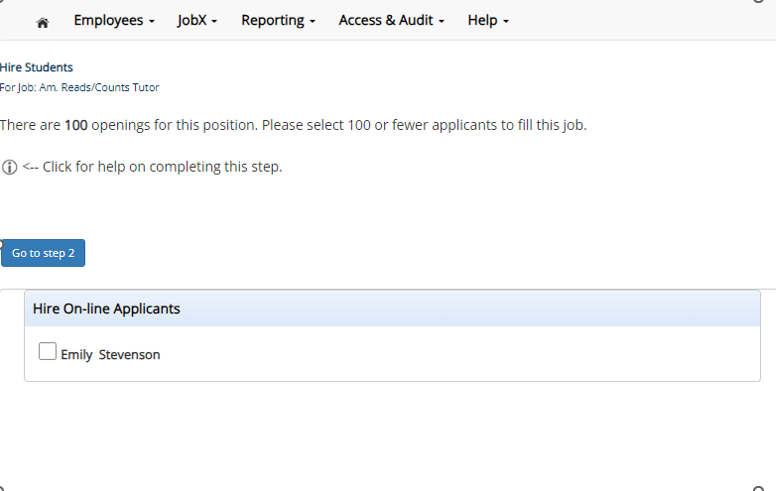 Employees JobX Reporting Access & Audit Help
Hire Students
For Job: Am. Reads/Counts Tutor
There are 100 openings for this position. Please select 100 or fewer applicants to fill this job.
<-- Click for help on completing this step.
Go to step 2
Hire On-line Applicants
Emily Stevenson